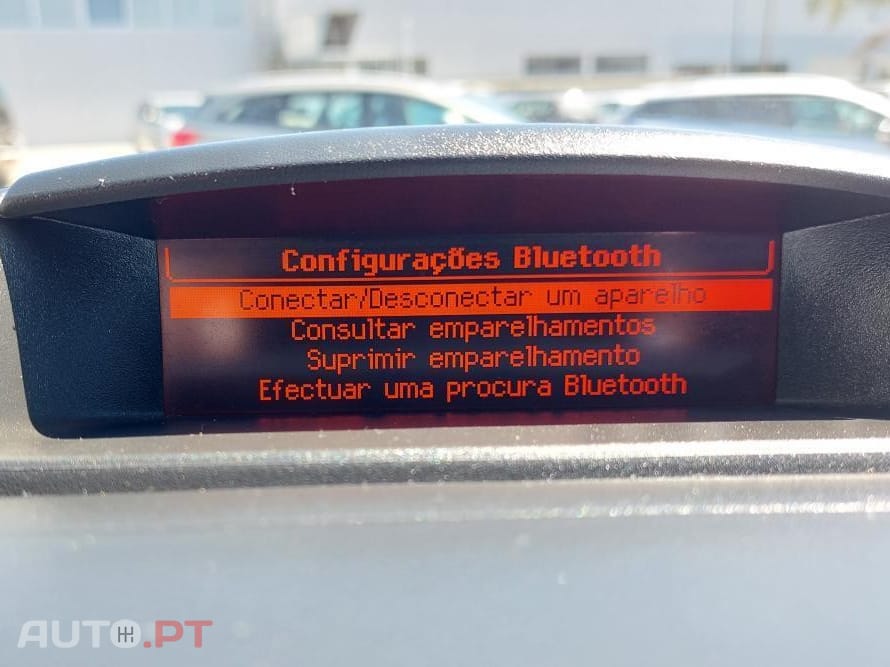 Configurações Bluetooth
Conectar/Desconectar um aparelho
Consultar emparelhamentos
Suprimir emparelhamento
Efectuar uma procura Bluetooth
AUTO.PT